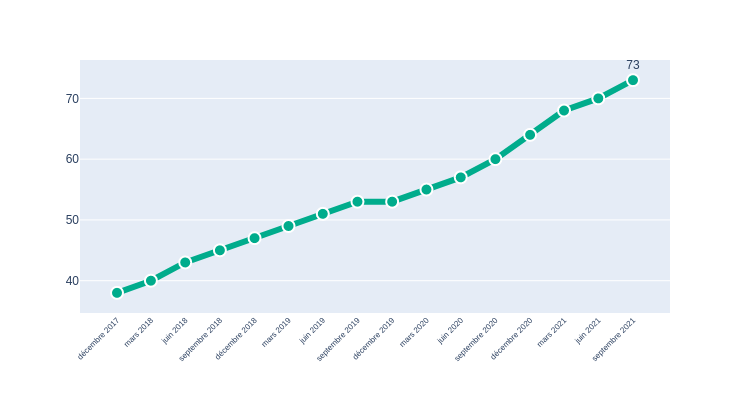 73
70
60
50
40
décembre 2017
mars 2018
juin 2018
septembre 2018
décembre 2018
mars 2019
juin 2019
septembre 2019
décembre 2019
mars 2020
juin 2020
septembre 2020
décembre 2020
mars 2021
juin 2021
septembre 2021